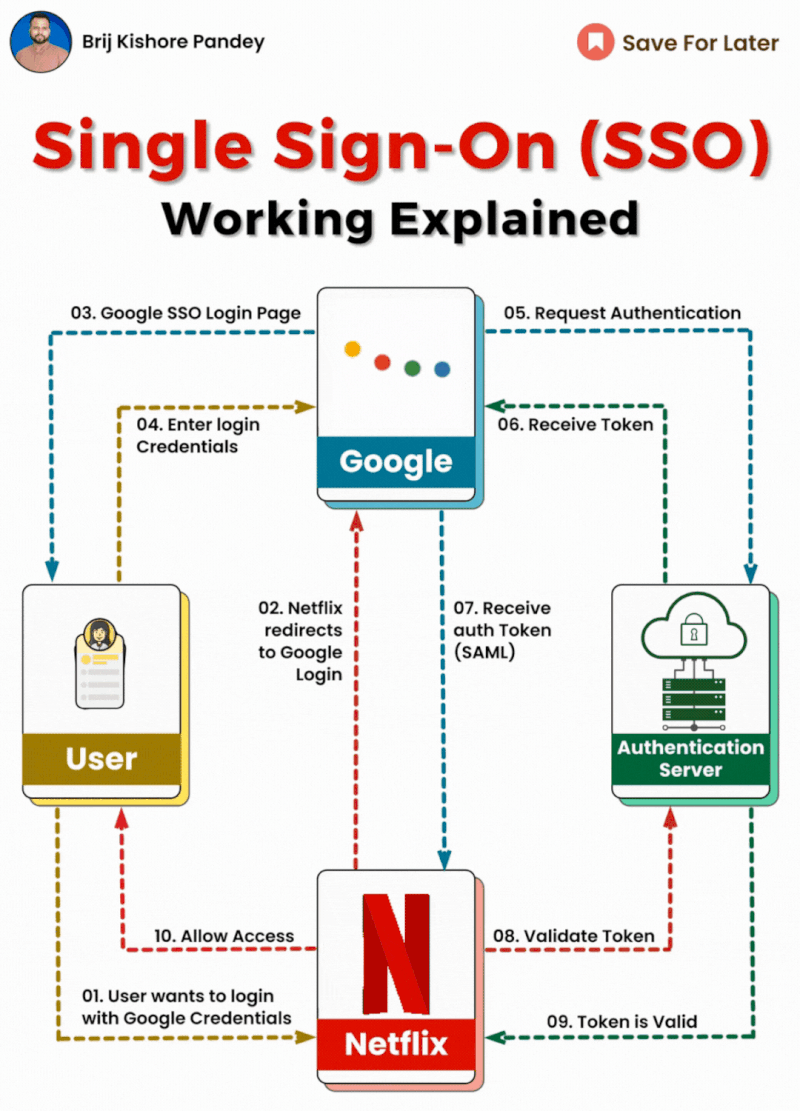 Brij Kishore Pandey
Save For Later
Single Sign-On (SSO)
Working Explained
03. Google SSO Login Page
05. Request Authentication
04. Enter login
Credentials
06. Receive Token
Google
02. Netflix
redirects
to Google
Login
07. Receive
auth Token
(SAML)
User
Authentication
Server
10. Allow Access
08. Validate Token
01. User wants to login
with Google Credentials
09. Token is Valid
N
Netflix